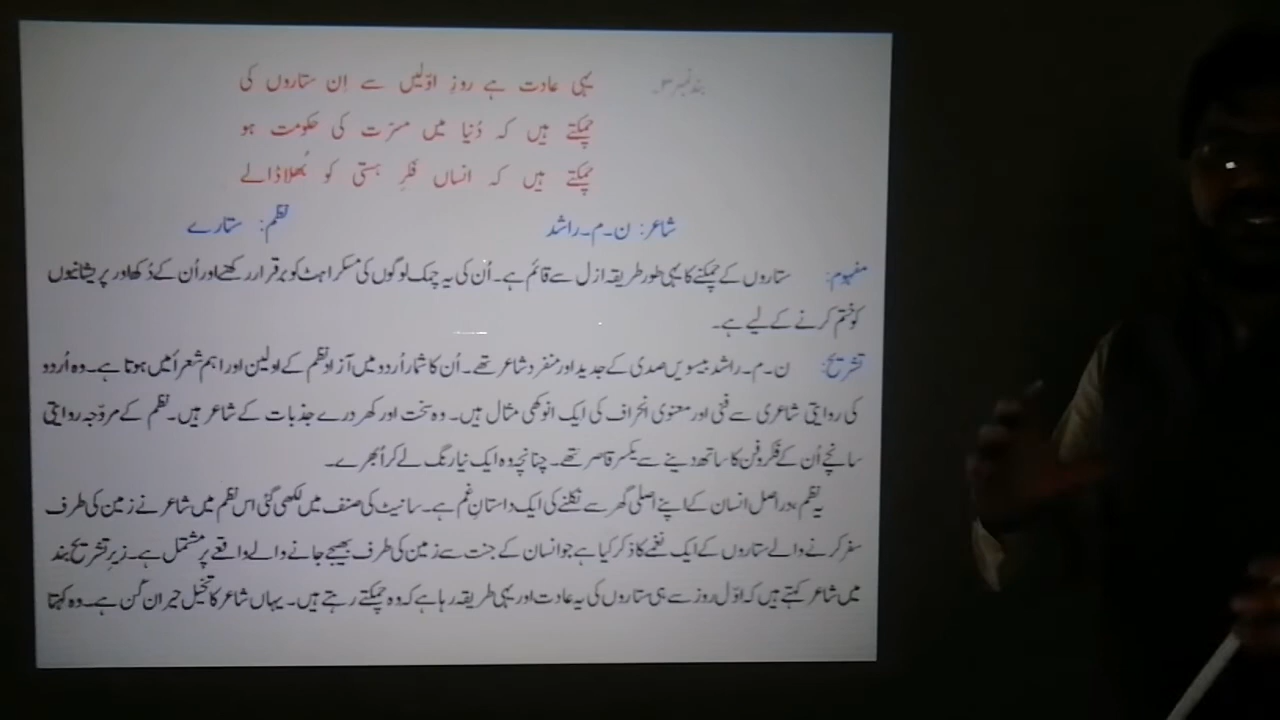 بند نمبر ۳۔
یہی عادت ہے روزِ اوّلیں سے اِن ستاروں کی
چمکتے ہیں کہ دُنیا میں مسرّت کی حکومت ہو
چمکتے ہیں کہ انساں فکرِ ہستی کو بُھلا ڈالے
شاعر: ن۔م۔راشد نظم: ستارے
مفہوم: ستاروں کے چمکنے کا یہی طور طریقہ ازل سے قائم ہے۔ اُن کی یہ چمک لوگوں کی مسکراہٹ کو برقرار رکھنے اور اُن کے دُکھ اور پریشانیوں
کو ختم کرنے کے لیے ہے۔
تشریح: ن۔م۔راشد بیسویں صدی کے جدید اور منفرد شاعر تھے۔ اُن کا شمار اُردو میں آزاد نظم کے اولین اور اہم شعرأ میں ہوتا ہے۔ وہ اُردو
کی روایتی شاعری سے فنی اور معنوی انحراف کی ایک انوکھی مثال ہیں۔ وہ سخت اور کھردرے جذبات کے شاعر ہیں۔ نظم کے مروّجہ روایتی
سانچے اُن کے فکر و فن کا ساتھ دینے سے یکسر قاصر تھے۔ چنانچہ وہ ایک نیا رنگ لے کر اُبھرے۔
یہ نظم ،دراصل انسان کے اپنے اصلی گھر سے نکلنے کی ایک داستانِ غم ہے۔ سانیٹ کی صنف میں لکھی گئی اس نظم میں شاعر نے زمین کی طرف
سفر کرنے والے ستاروں کے ایک نغمے کا ذکر کیا ہے جو انسان کے جنت سے زمین کی طرف بھیجے جانے والے واقعے پر مشتمل ہے۔ زیرِ تشریح بند
میں شاعر کہتے ہیں کہ اوّل روز سے ہی ستاروں کی یہ عادت اور یہی طریقہ رہا ہے کہ وہ چمکتے رہتے ہیں۔ یہاں شاعر کا تخیل حیران کُن ہے۔ وہ کہتا